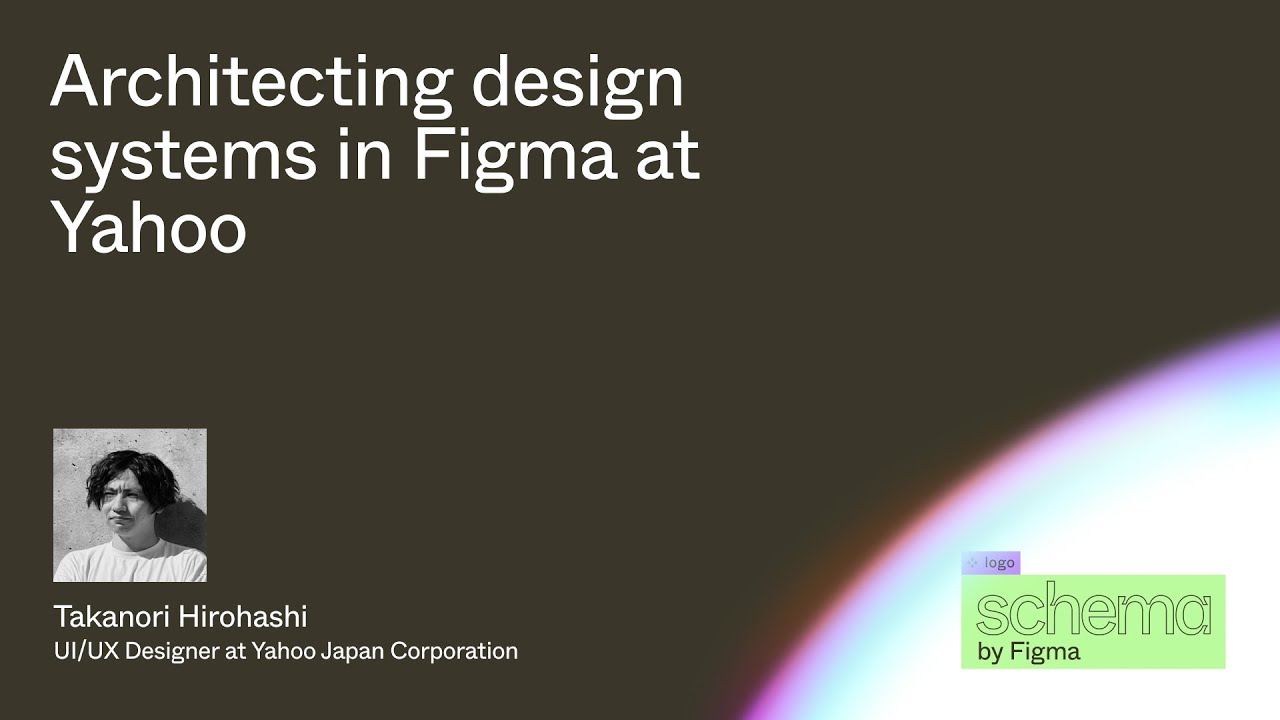 Architecting design
systems in Figma at
Yahoo
Takanori Hirohashi
UI/UX Designer at Yahoo Japan Corporation
logo
schema
by Figma